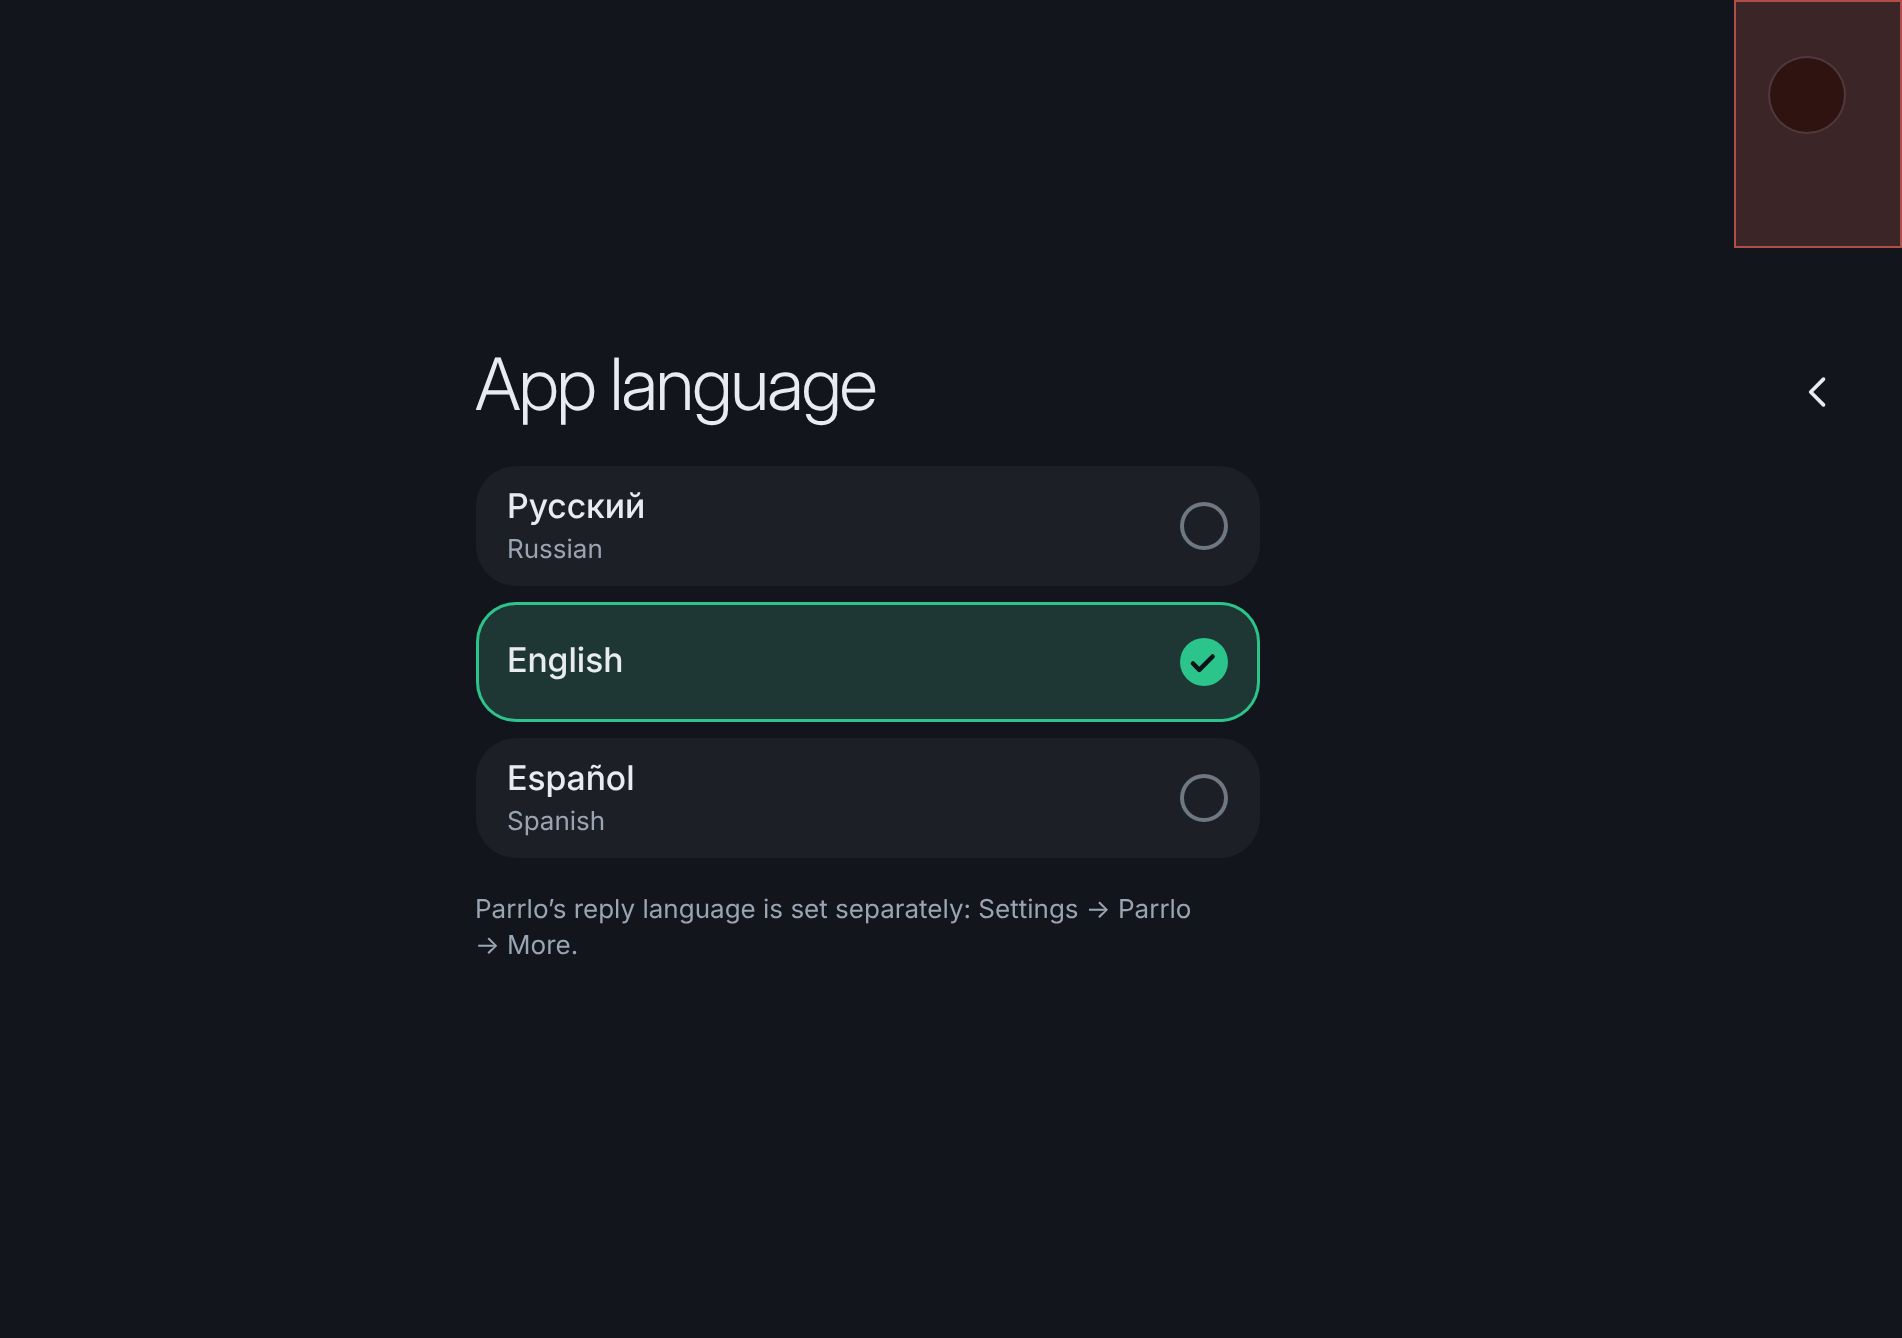 App language
Русский
Russian
English
Español
Spanish
Parrlo’s reply language is set separately: Settings → Parrlo
→ More.